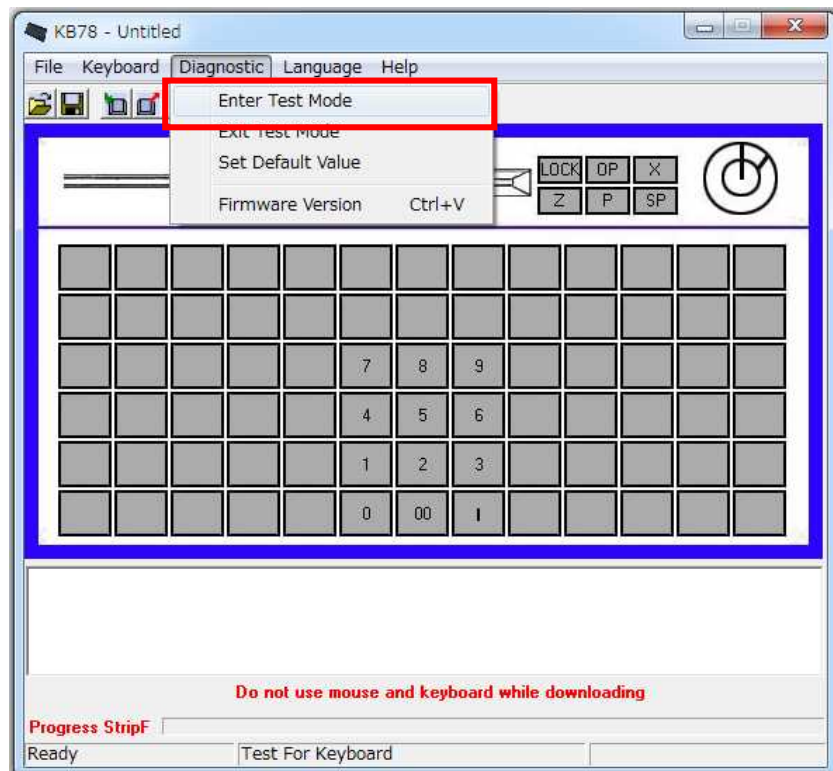 KB78 - Untitled
File Keyboard Diagnostic Language Help
Enter Test Mode
Exit Test Mode
Set Default Value
Firmware Version Ctrl+V
LOCK OP X
Z P SP
7 8 9
4 5 6
1 2 3
0 00 .
Do not use mouse and keyboard while downloading
Progress StripF
Ready Test For Keyboard